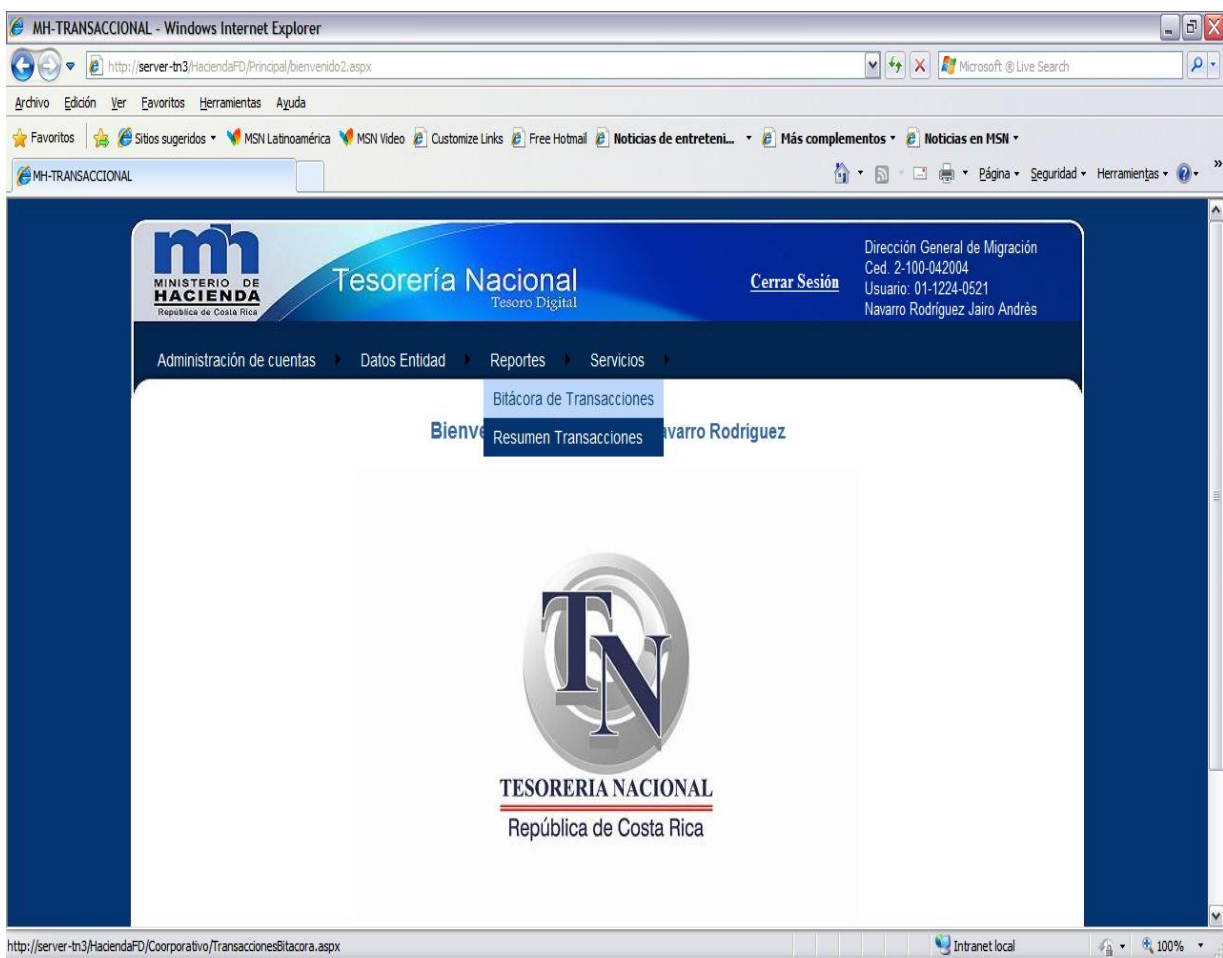 MH-TRANSACCIONAL - Windows Internet Explorer
http://server-tn3/HaciendaFD/Principal/bienvenido2.aspx
Microsoft ® Live Search
Archivo Edición Ver Favoritos Herramientas Ayuda
Favoritos Sitios sugeridos MSN Latinoamérica MSN Video Customize Links Free Hotmail Noticias de entreteni... Más complementos Noticias en MSN
MH-TRANSACCIONAL Página Seguridad Herramientas »
mh
MINISTERIO DE
HACIENDA
República de Costa Rica
Tesorería Nacional
Tesoro Digital
Cerrar Sesión
Dirección General de Migración
Ced. 2-100-042004
Usuario: 01-1224-0521
Navarro Rodríguez Jairo Andrès
Administración de cuentas Datos Entidad Reportes Servicios
Bitácora de Transacciones
Bienve avarro Rodriguez
Resumen Transacciones
TN
TESORERIA NACIONAL
República de Costa Rica
http://server-tn3/HaciendaFD/Coorporativo/TransaccionesBitacora.aspx Intranet local 100%